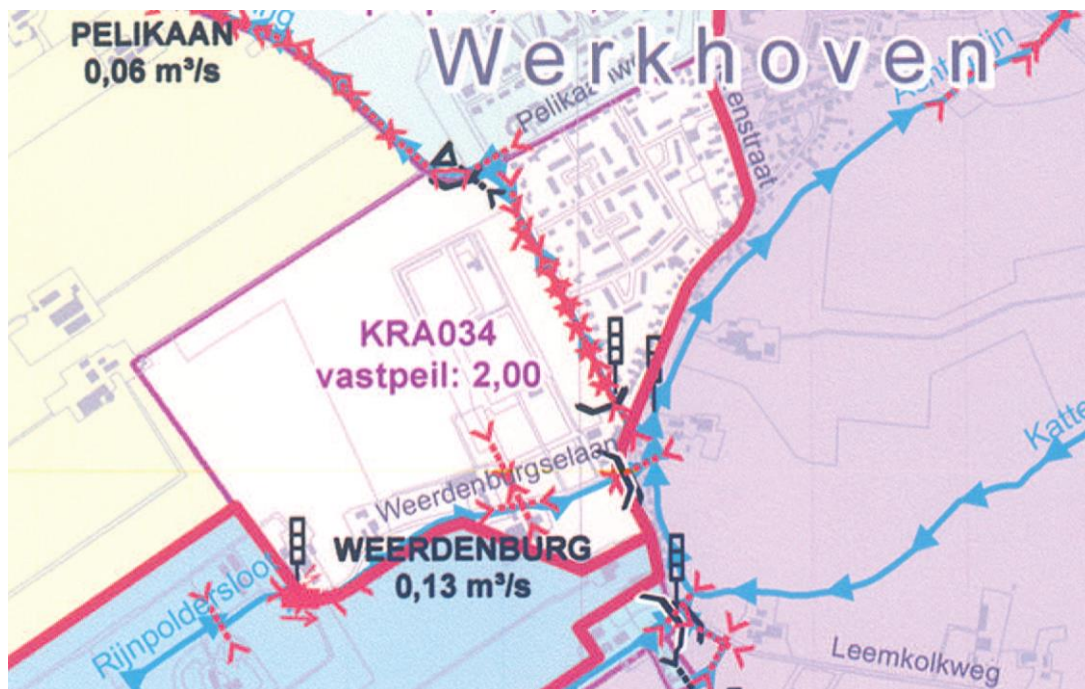 PELIKAAN
0,06 m³/s
Werkhoven
KRA034
vastpeil: 2,00
Weerdenburgselaan
WEERDENBURG
0,13 m³/s
Rijnpoldersloot
Leemkolkweg